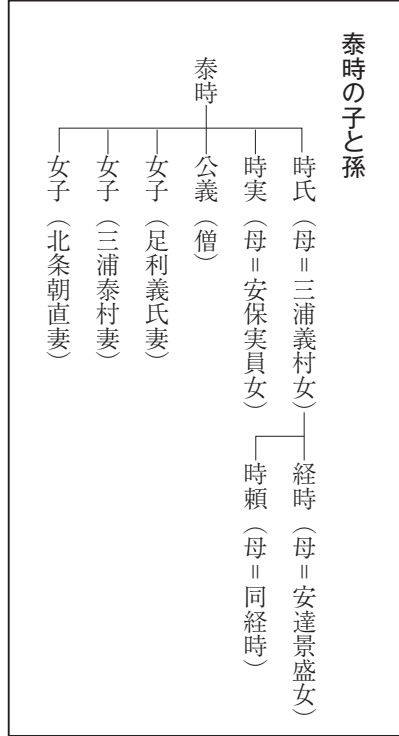 泰時の子と孫
泰時
時氏（母＝三浦義村女）
経時（母＝安達景盛女）
時頼（母＝同経時）
時実（母＝安保実員女）
公義（僧）
女子（足利義氏妻）
女子（三浦泰村妻）
女子（北条朝直妻）